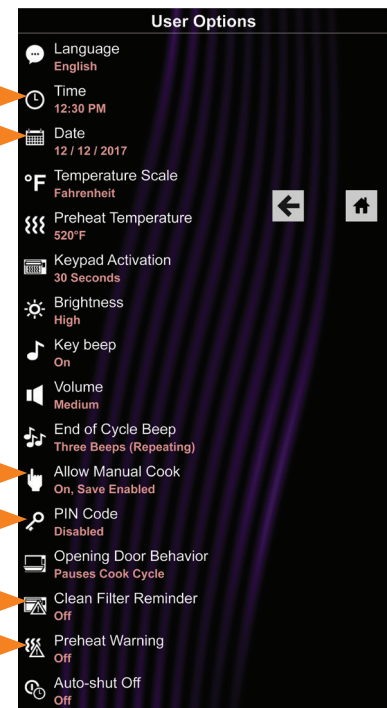 User Options
Language
English
Time
12:30 PM
Date
12 / 12 / 2017
°F Temperature Scale
Fahrenheit
Preheat Temperature
520°F
Keypad Activation
30 Seconds
Brightness
High
Key beep
On
Volume
Medium
End of Cycle Beep
Three Beeps (Repeating)
Allow Manual Cook
On, Save Enabled
PIN Code
Disabled
Opening Door Behavior
Pauses Cook Cycle
Clean Filter Reminder
Off
Preheat Warning
Off
Auto-shut Off
Off